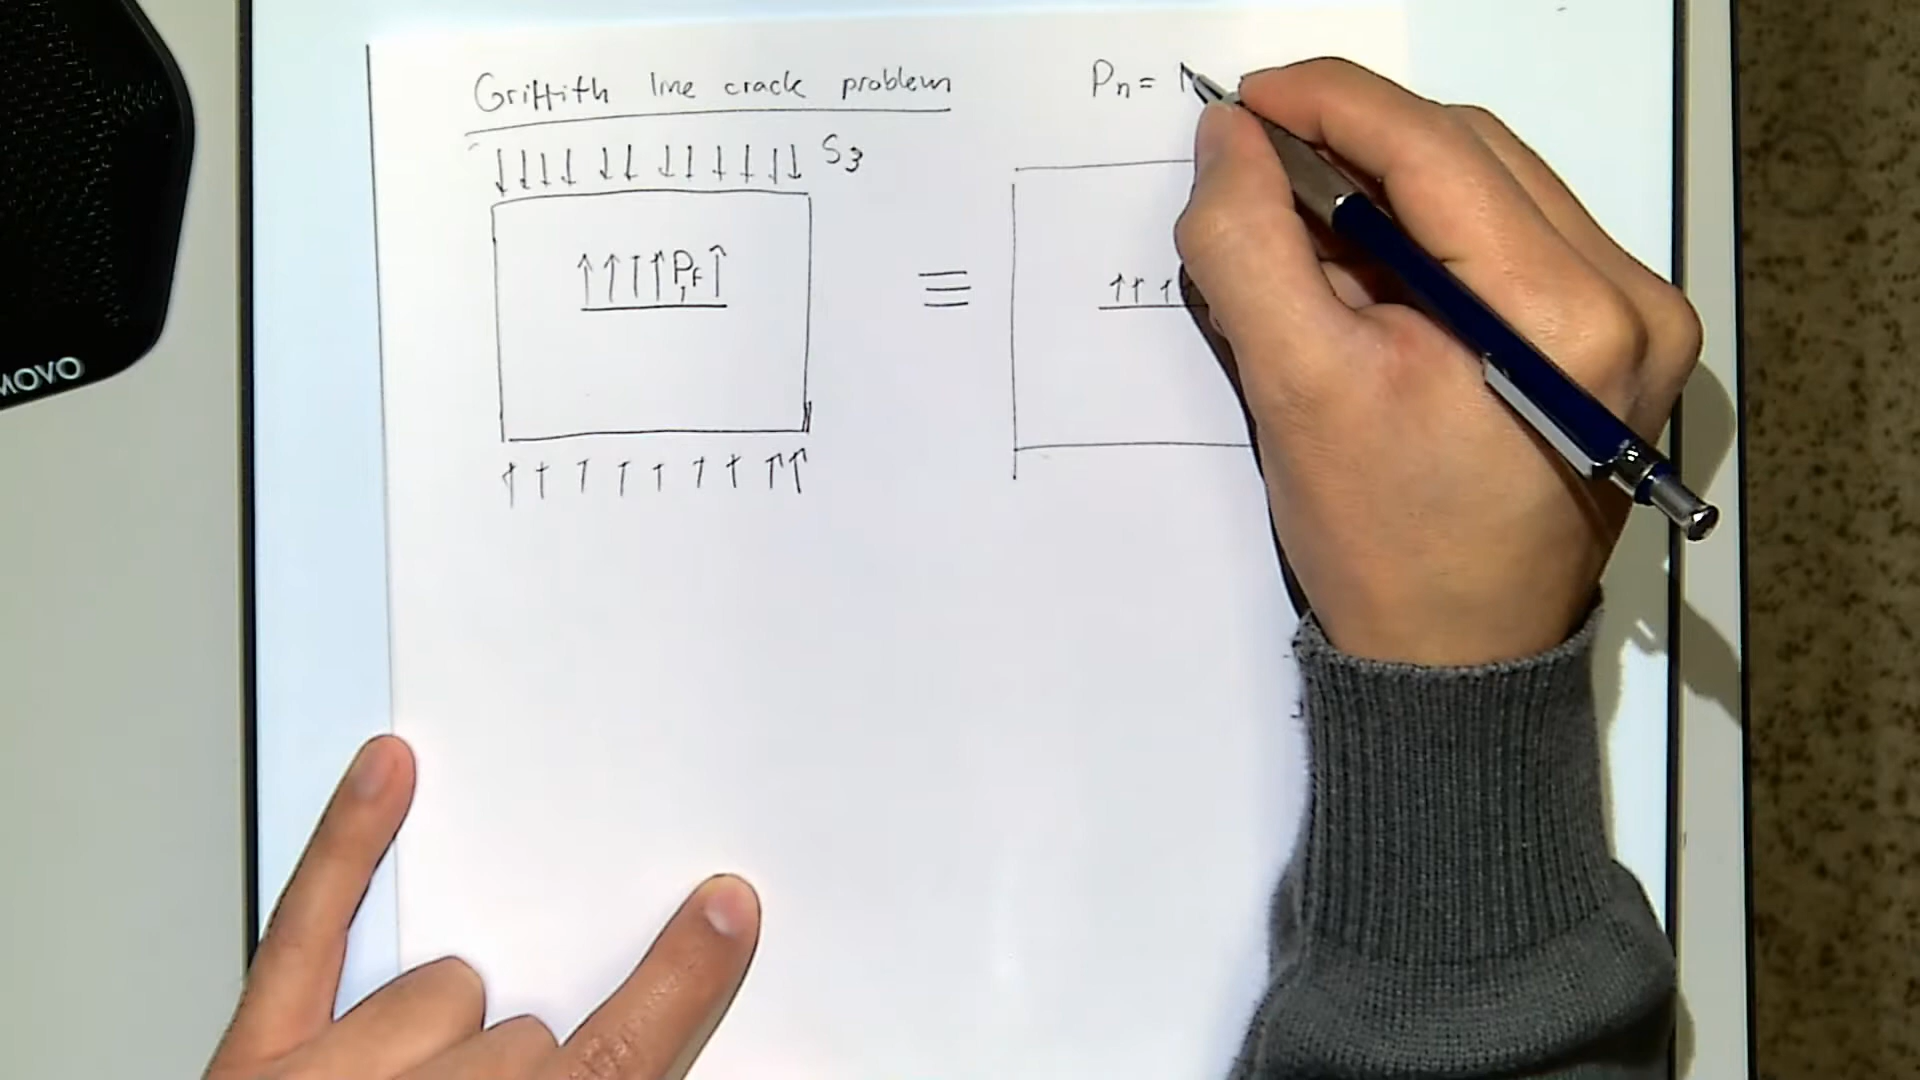 Griffith line crack problem
Pn =
S3
Pf
MOVO